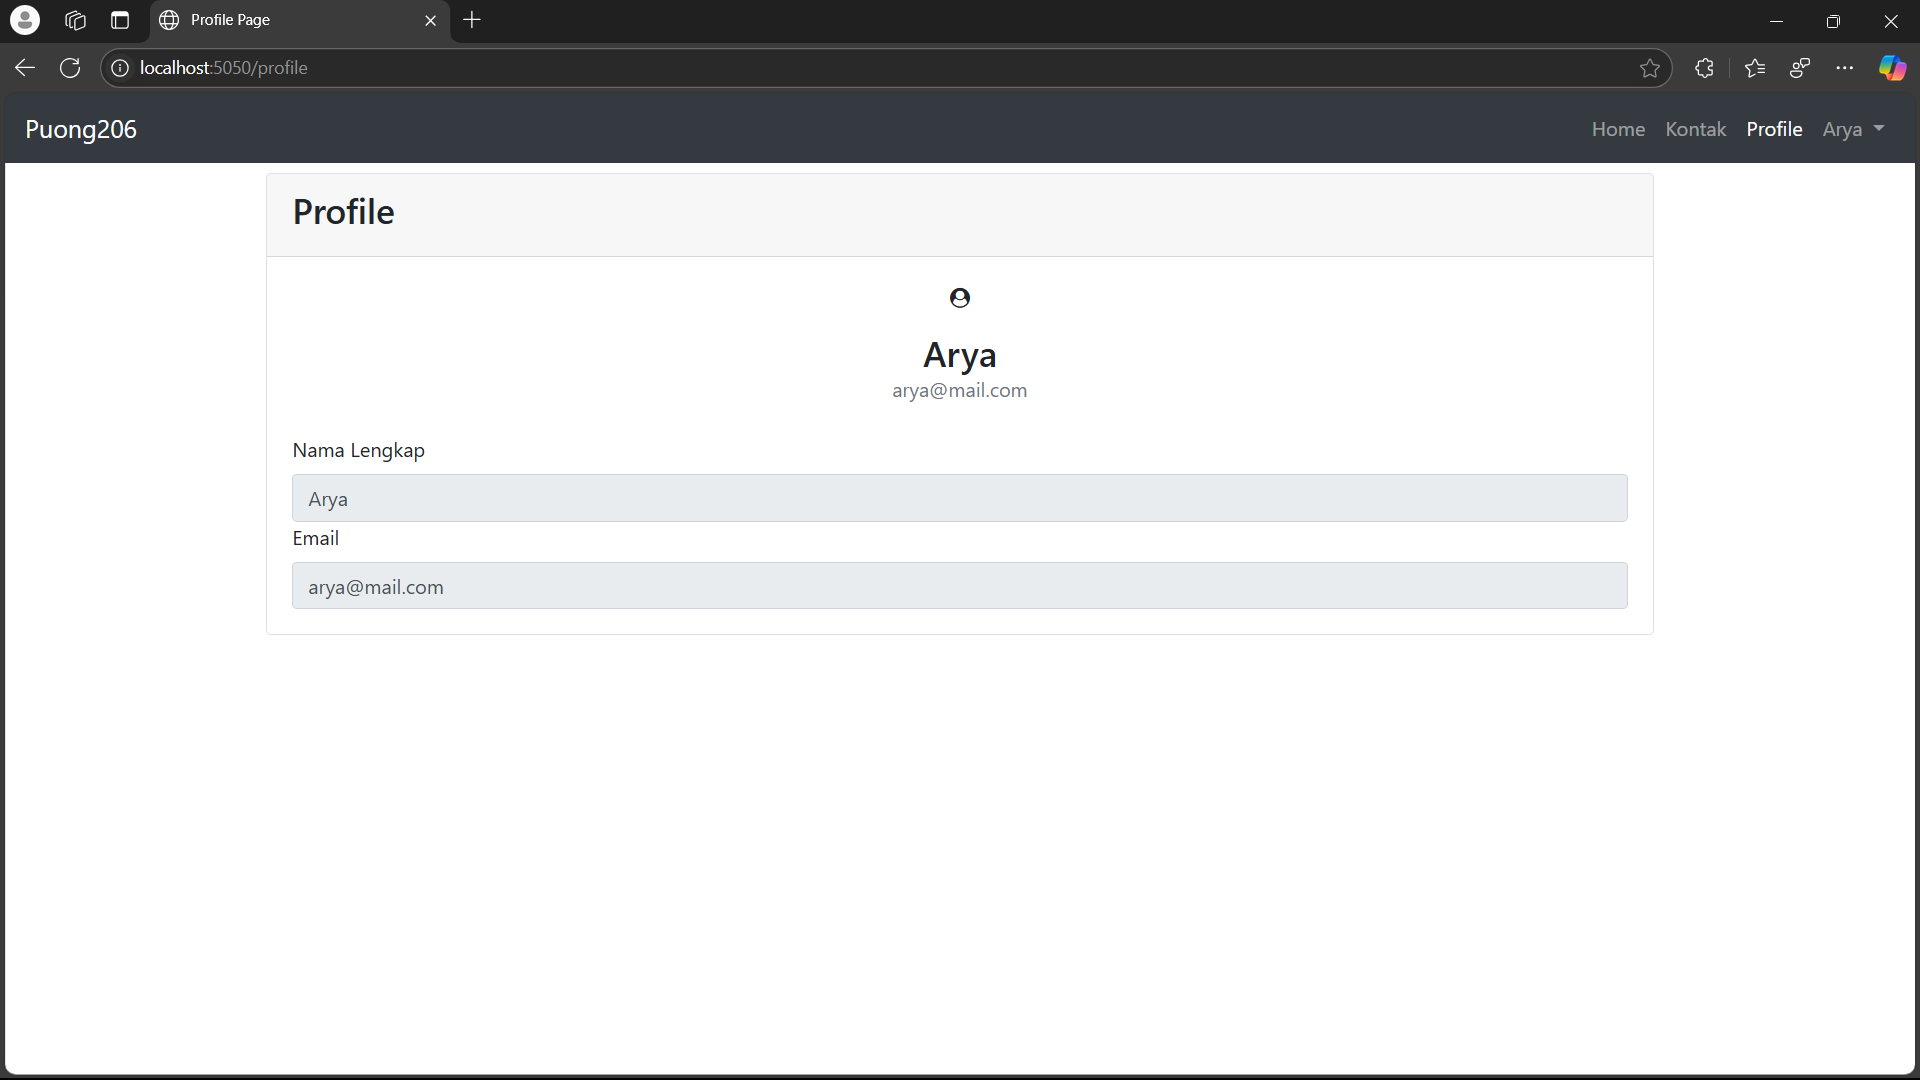 Profile Page
localhost:5050/profile
Puong206
Home Kontak Profile Arya
Profile
Arya
arya@mail.com
Nama Lengkap
Arya
Email
arya@mail.com